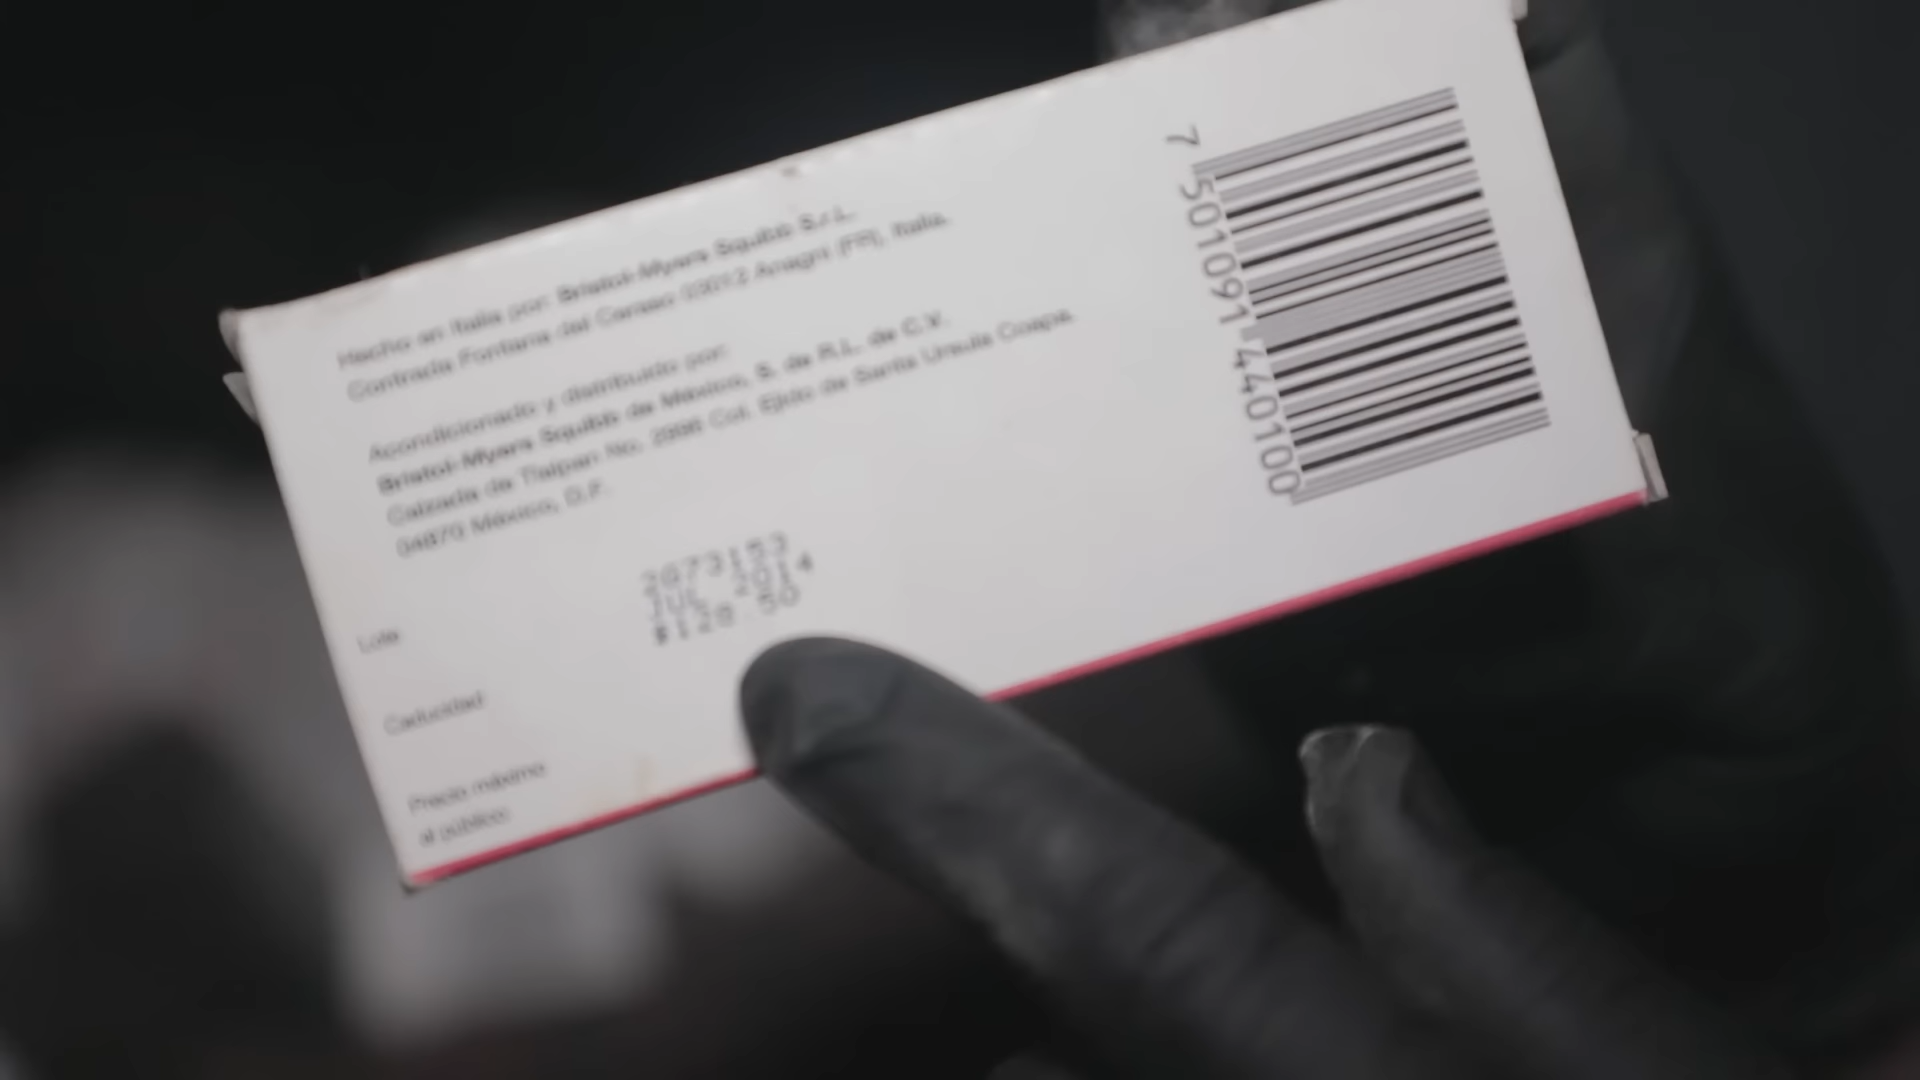 Hecho en Italia por: Bristol-Myers Squibb S.r.L.
Contrada Fontana del Ceraso 03012 Anagni (FR), Italia.
Acondicionado y distribuido por:
Bristol-Myers Squibb de México, S. de R.L. de C.V.
Calzada de Tlalpan No. 2996 Col. Ejido de Santa Ursula Coapa
04870 México, D.F.
Lote
2073153
Caducidad
JUL 2014
Precio máximo
al público:
$128.50
7 501091 440100